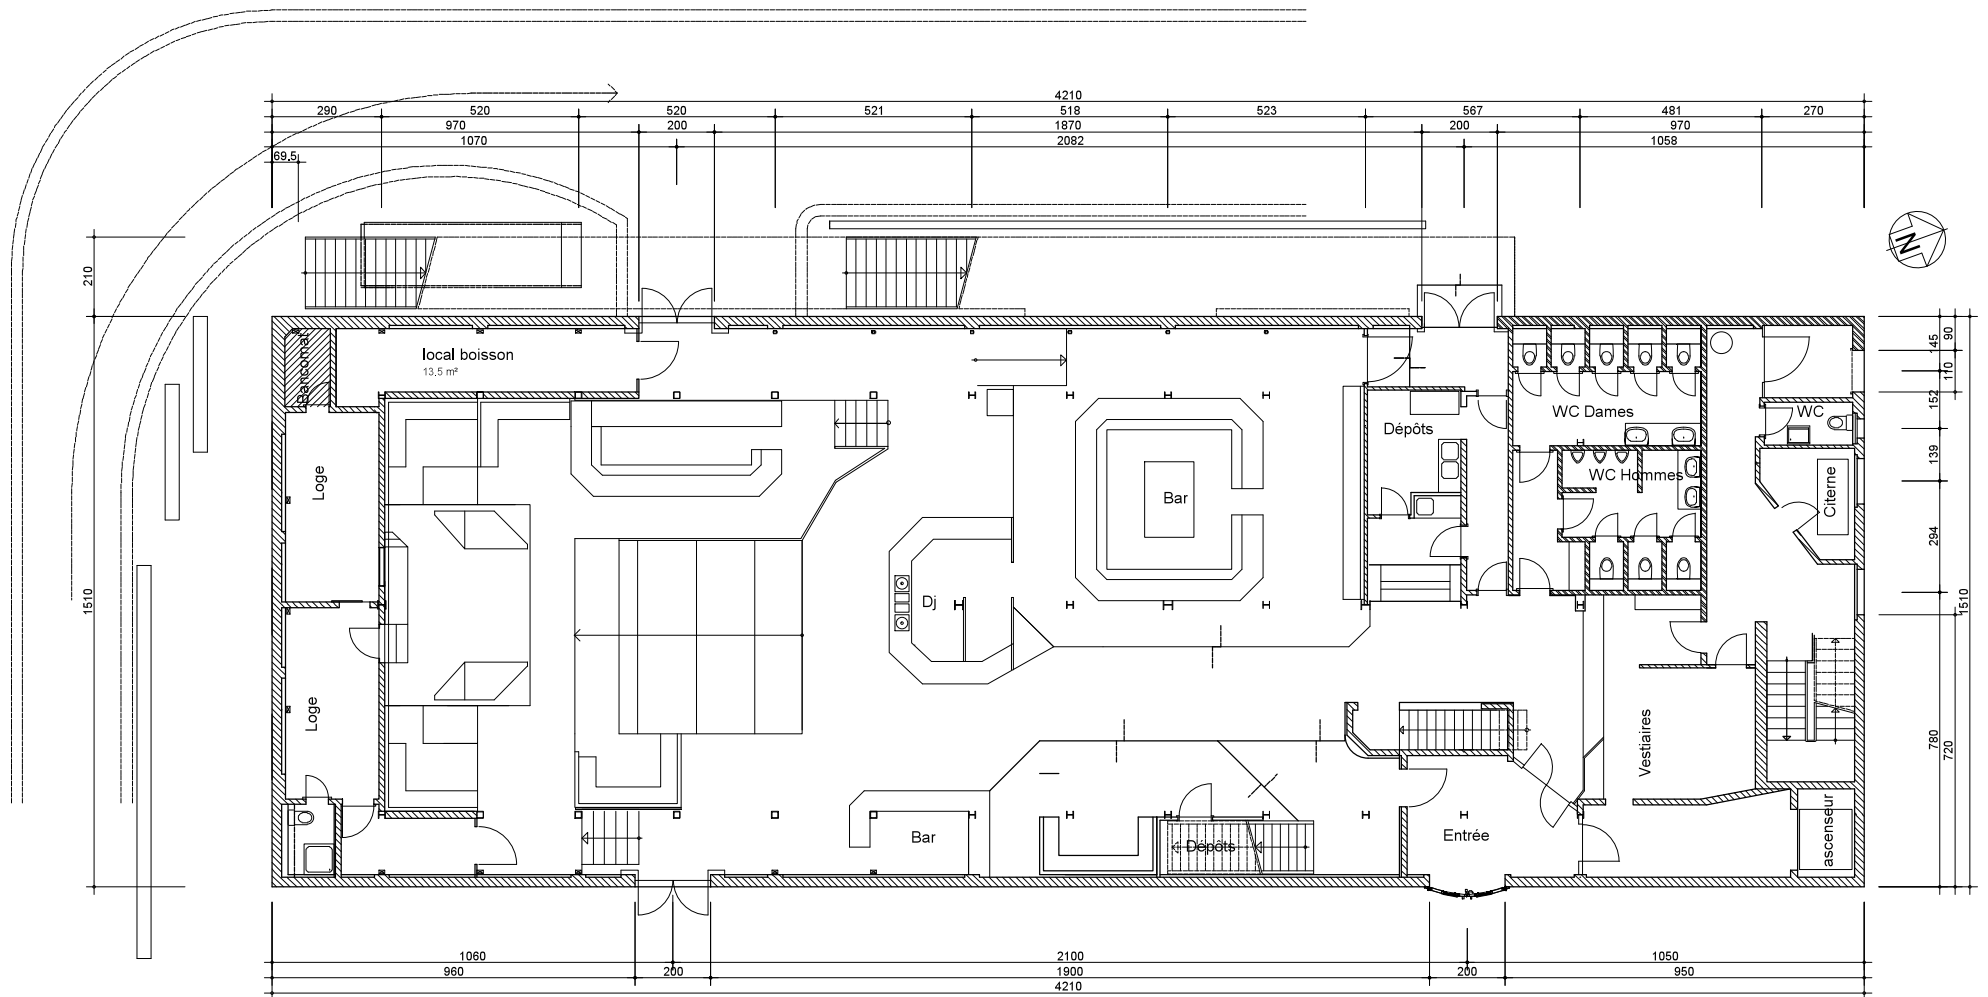 4210
290 520 520 521 518 523 567 481 270
970 200 1870 200 970
1070 2082 1058
69.5
N
210
1510
local boisson
13.5 m²
Bancomat
Loge
Loge
Dj
Bar
Bar
Dépôts
WC Dames
WC Hommes
WC
Citerne
Vestiaires
Entrée
Dépôts
ascenseur
145
110
152
139
294
780
90
720
1510
1060 2100 1050
960 200 1900 200 950
4210